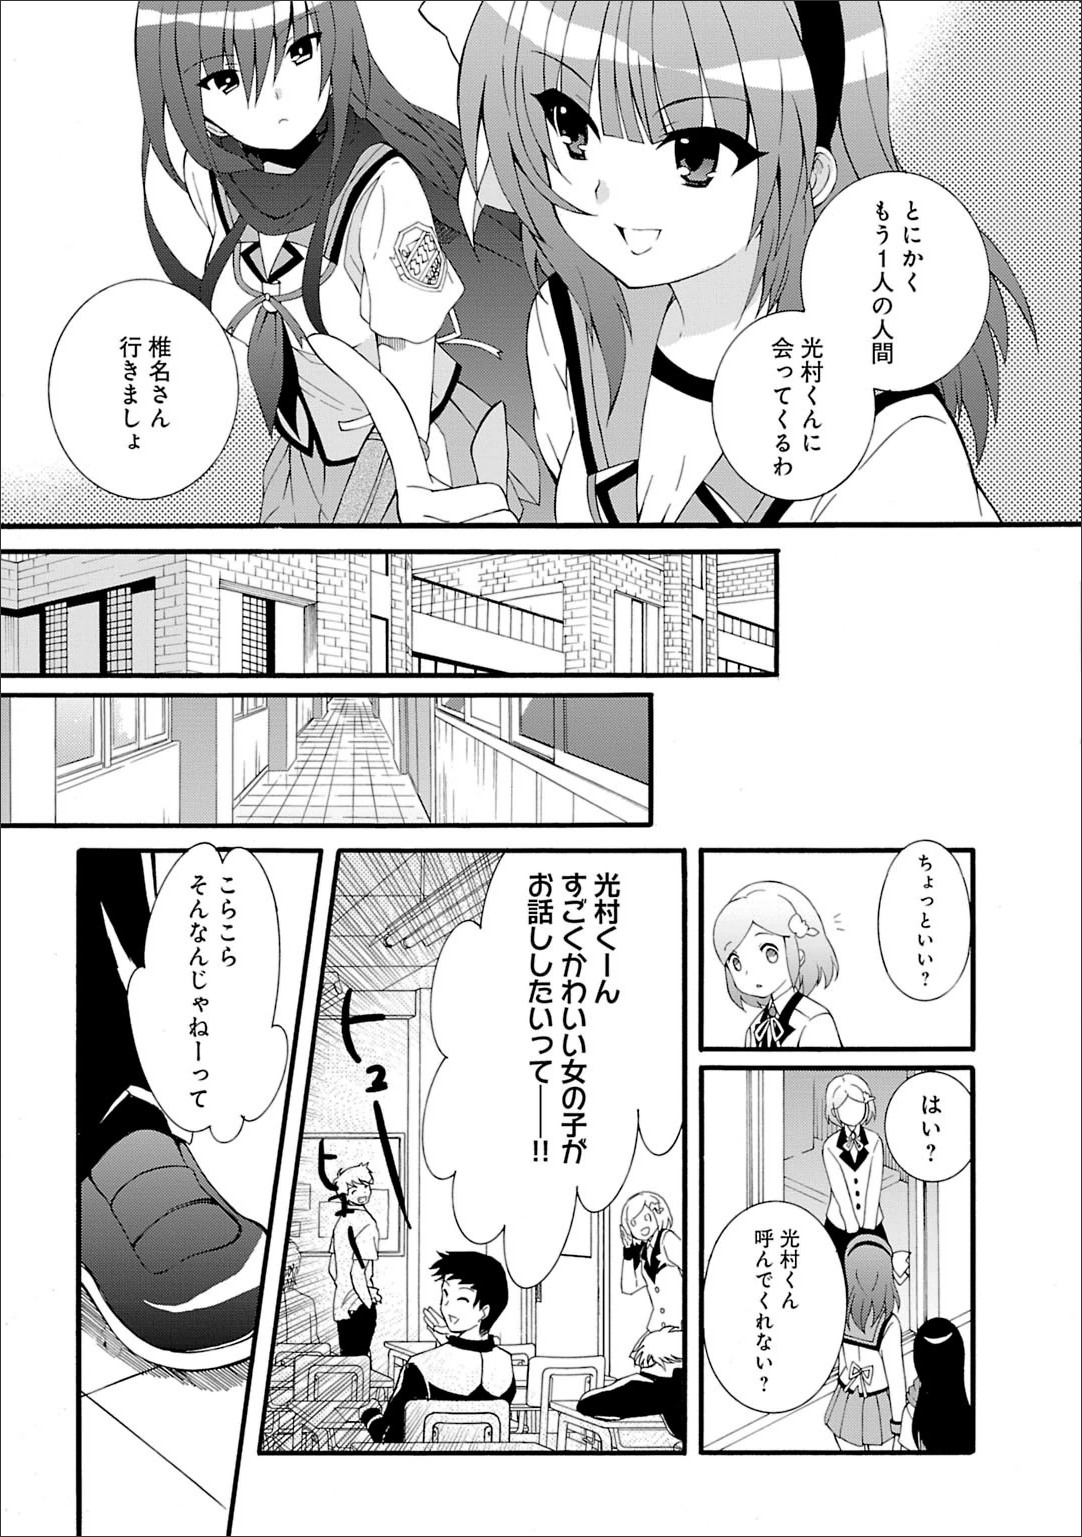 とにかく
もう1人の人間
光村くんに
会ってくるわ
椎名さん
行きましょ
ちょっといい？
はい？
光村くん
呼んでくれない？
光村くーん
すごくかわいい女の子が
お話ししたいって――!!
こらこら
そんなんじゃねーって